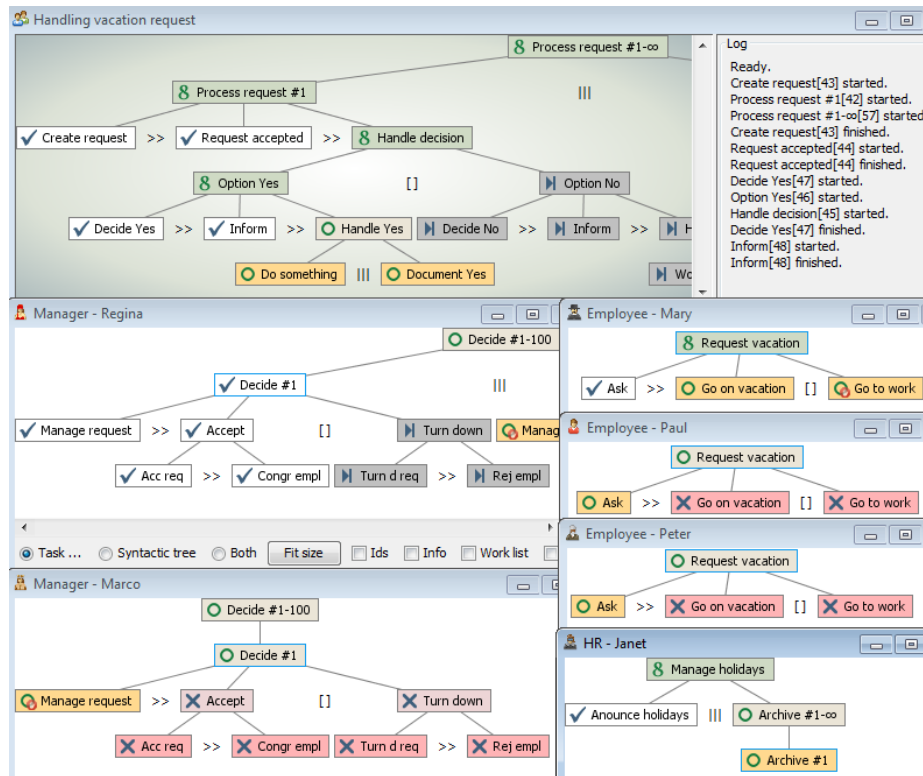 Handling vacation request
Process request #1-∞
Process request #1
|||
Create request >> Request accepted >> Handle decision
Option Yes [] Option No
Decide Yes >> Inform >> Handle Yes Decide No >> Inform >> H
Do something ||| Document Yes Wo
Log
Ready.
Create request[43] started.
Process request #1[42] started.
Process request #1-∞[57] started
Create request[43] finished.
Request accepted[44] started.
Request accepted[44] finished.
Decide Yes[47] started.
Option Yes[46] started.
Handle decision[45] started.
Decide Yes[47] finished.
Inform[48] started.
Inform[48] finished.
Manager - Regina
Decide #1-100
Decide #1 |||
Manage request >> Accept [] Turn down Manag
Acc req >> Congr empl Turn d req >> Rej empl
Task ... Syntactic tree Both Fit size Ids Info Work list
Manager - Marco
Decide #1-100
Decide #1
Manage request >> Accept [] Turn down
Acc req >> Congr empl Turn d req >> Rej empl
Employee - Mary
Request vacation
Ask >> Go on vacation [] Go to work
Employee - Paul
Request vacation
Ask >> Go on vacation [] Go to work
Employee - Peter
Request vacation
Ask >> Go on vacation [] Go to work
HR - Janet
Manage holidays
Anounce holidays ||| Archive #1-∞
Archive #1